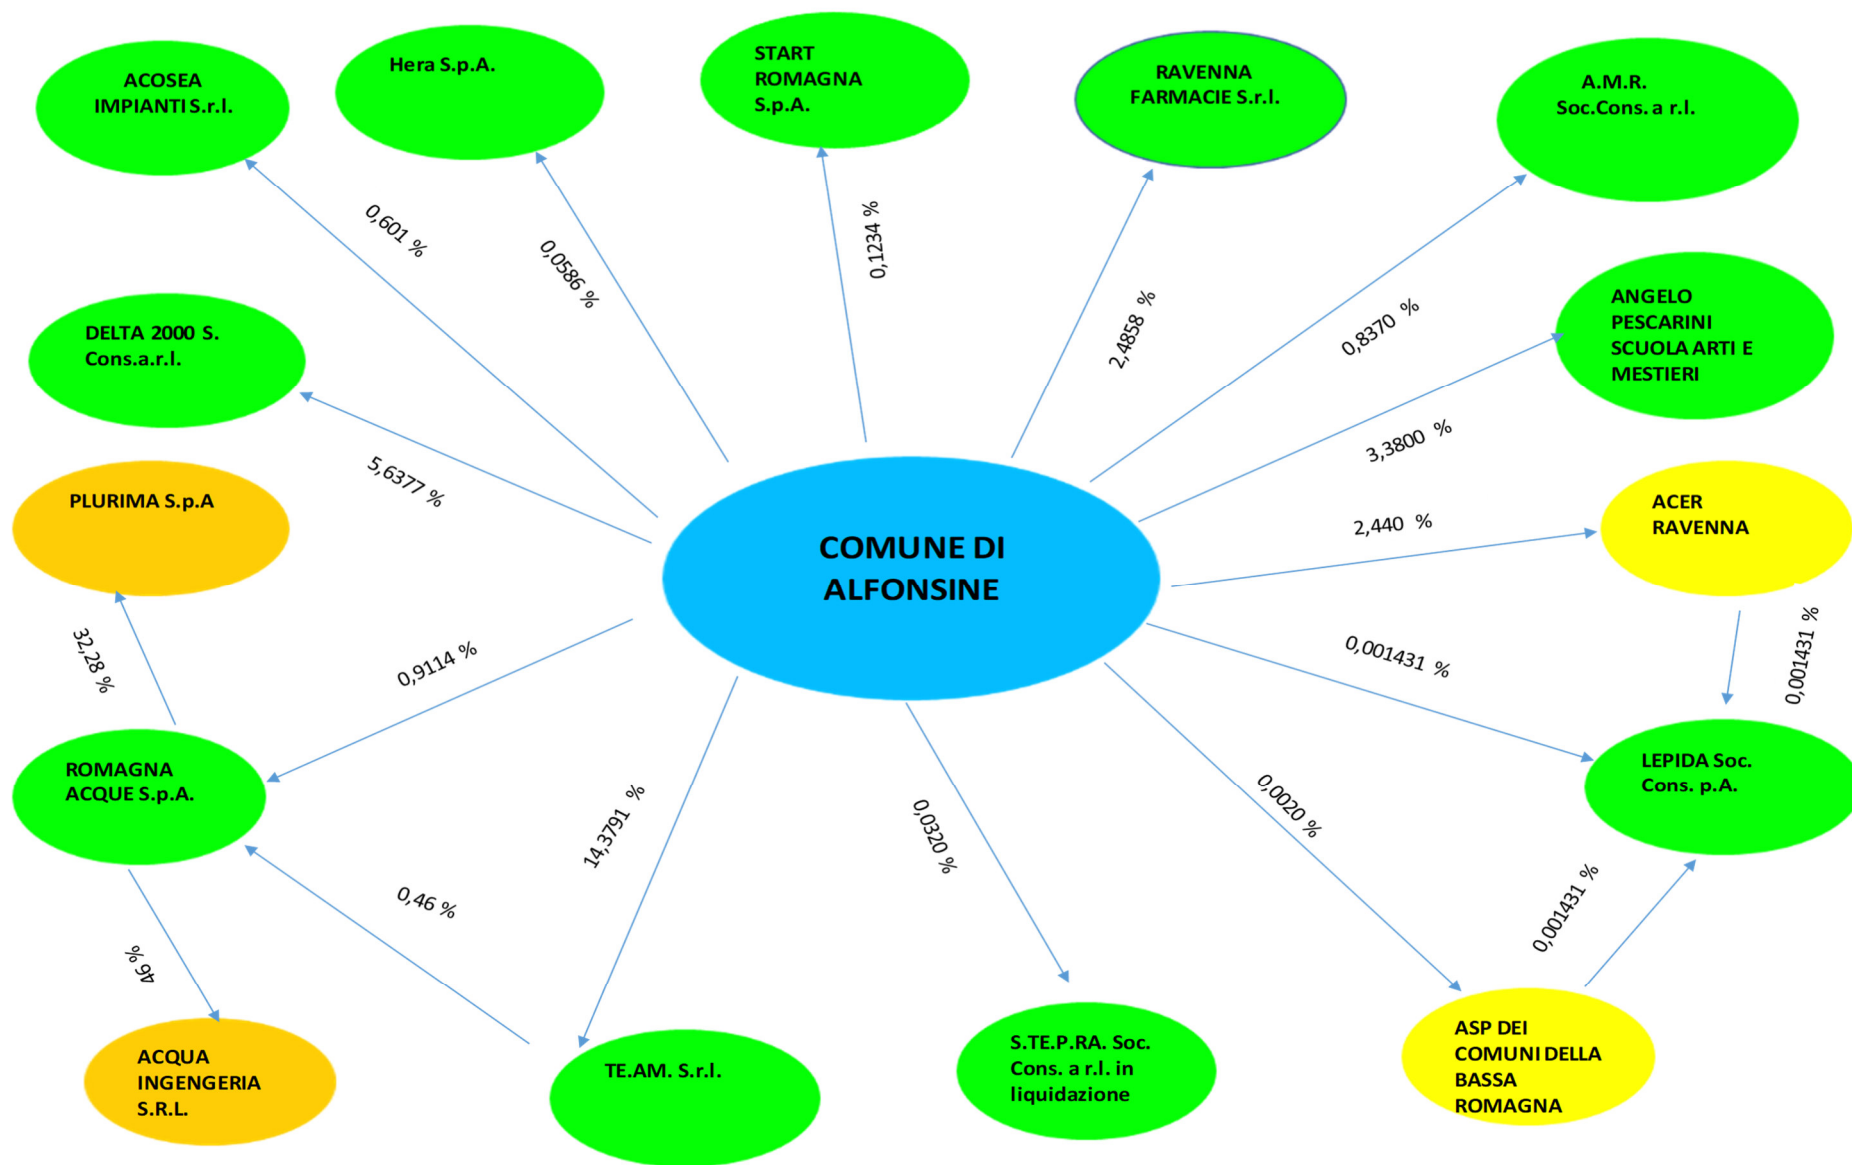 ACOSEA
IMPIANTI S.r.l.
Hera S.p.A.
START
ROMAGNA
S.p.A.
RAVENNA
FARMACIE S.r.l.
A.M.R.
Soc.Cons. a r.l.
0,601 %
0,0586 %
0,1234 %
2,4858 %
0,8370 %
DELTA 2000 S.
Cons.a.r.l.
ANGELO
PESCARINI
SCUOLA ARTI E
MESTIERI
5,6377 %
3,3800 %
PLURIMA S.p.A
COMUNE DI
ALFONSINE
2,440 %
ACER
RAVENNA
32,28 %
0,9114 %
0,001431 %
0,001431 %
ROMAGNA
ACQUE S.p.A.
14,3791 %
0,0320 %
0,0020 %
LEPIDA Soc.
Cons. p.A.
0,46 %
0,001431 %
46 %
ACQUA
INGENGERIA
S.R.L.
TE.AM. S.r.l.
S.TE.P.RA. Soc.
Cons. a r.l. in
liquidazione
ASP DEI
COMUNI DELLA
BASSA
ROMAGNA